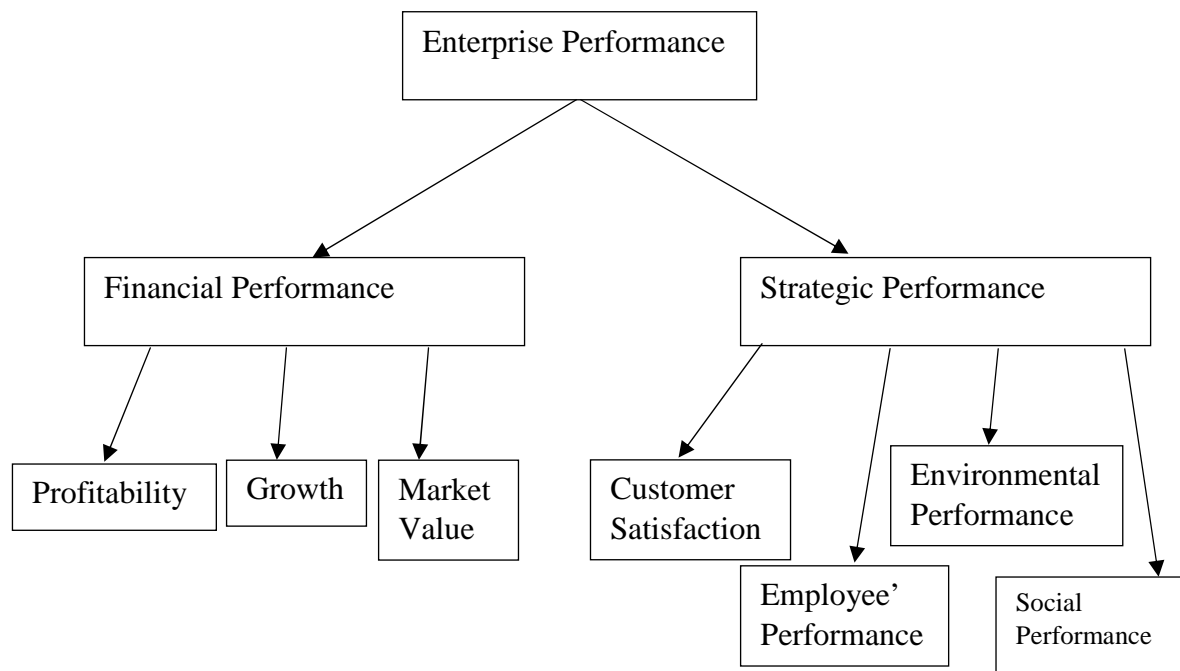 Enterprise Performance
Financial Performance
Strategic Performance
Profitability
Growth
Market
Value
Customer
Satisfaction
Environmental
Performance
Employee’
Performance
Social
Performance